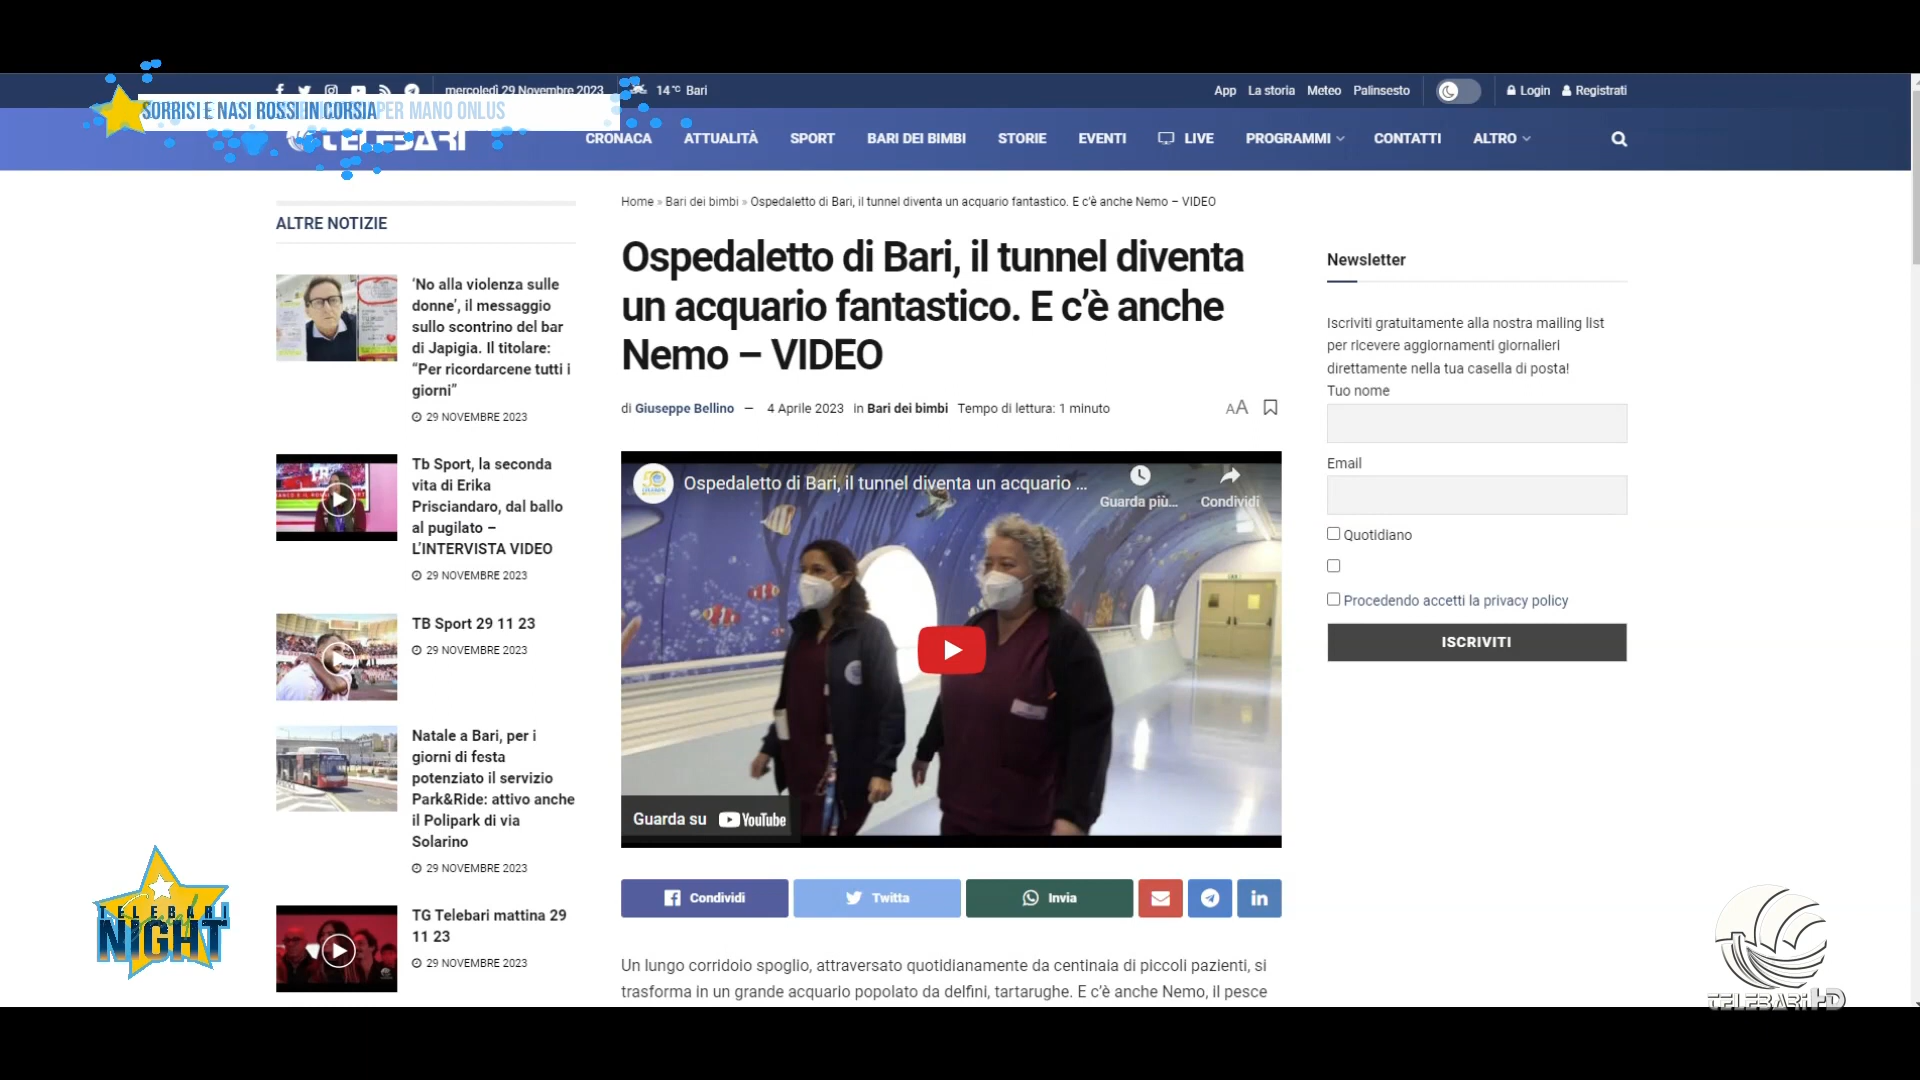 mercoledì 29 Novembre 2023
14°C Bari
App La storia Meteo Palinsesto
Login Registrati
SORRISI E NASI ROSSI IN CORSIA PER MANO ONLUS
TELEBARI
CRONACA ATTUALITÀ SPORT BARI DEI BIMBI STORIE EVENTI LIVE PROGRAMMI CONTATTI ALTRO
ALTRE NOTIZIE
‘No alla violenza sulle
donne’, il messaggio
sullo scontrino del bar
di Japigia. Il titolare:
“Per ricordarcene tutti i
giorni”
29 NOVEMBRE 2023
Tb Sport, la seconda
vita di Erika
Prisciandaro, dal ballo
al pugilato –
L’INTERVISTA VIDEO
29 NOVEMBRE 2023
TB Sport 29 11 23
29 NOVEMBRE 2023
Natale a Bari, per i
giorni di festa
potenziato il servizio
Park&Ride: attivo anche
il Polipark di via
Solarino
29 NOVEMBRE 2023
TG Telebari mattina 29
11 23
29 NOVEMBRE 2023
Home » Bari dei bimbi » Ospedaletto di Bari, il tunnel diventa un acquario fantastico. E c’è anche Nemo – VIDEO
Ospedaletto di Bari, il tunnel diventa
un acquario fantastico. E c’è anche
Nemo – VIDEO
di Giuseppe Bellino — 4 Aprile 2023 in Bari dei bimbi Tempo di lettura: 1 minuto
AA
Ospedaletto di Bari, il tunnel diventa un acquario ...
Guarda più...
Condividi
Guarda su YouTube
Condividi
Twitta
Invia
in
Un lungo corridoio spoglio, attraversato quotidianamente da centinaia di piccoli pazienti, si
trasforma in un grande acquario popolato da delfini, tartarughe. E c’è anche Nemo, il pesce
Newsletter
Iscriviti gratuitamente alla nostra mailing list
per ricevere aggiornamenti giornalieri
direttamente nella tua casella di posta!
Tuo nome
Email
Quotidiano
Procedendo accetti la privacy policy
ISCRIVITI
TELEBARI
NIGHT
TELEBARI HD